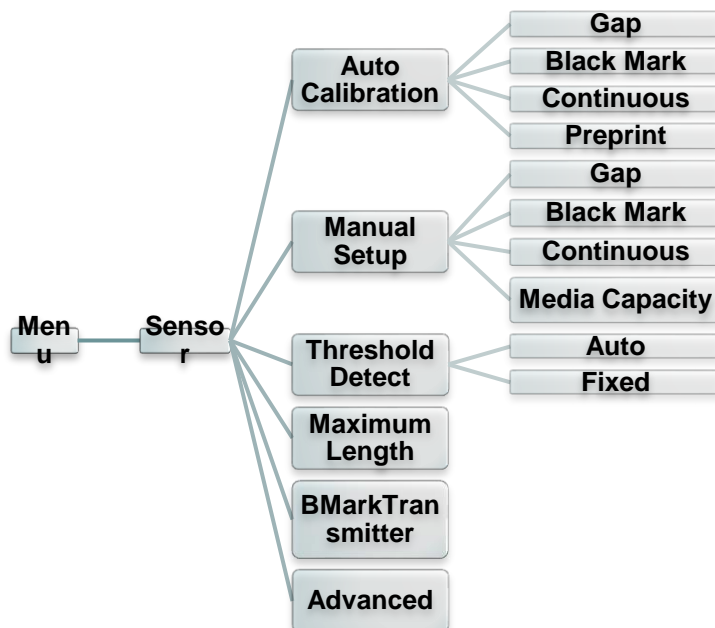 Men
u
Senso
r
Auto
Calibration
Gap
Black Mark
Continuous
Preprint
Manual
Setup
Gap
Black Mark
Continuous
Media Capacity
Threshold
Detect
Auto
Fixed
Maximum
Length
BMarkTran
smitter
Advanced